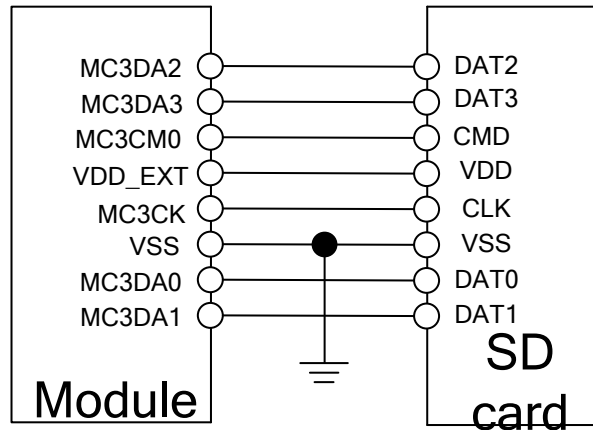 MC3DA2 DAT2
MC3DA3 DAT3
MC3CM0 CMD
VDD_EXT VDD
MC3CK CLK
VSS VSS
MC3DA0 DAT0
MC3DA1 DAT1
Module
SD
card